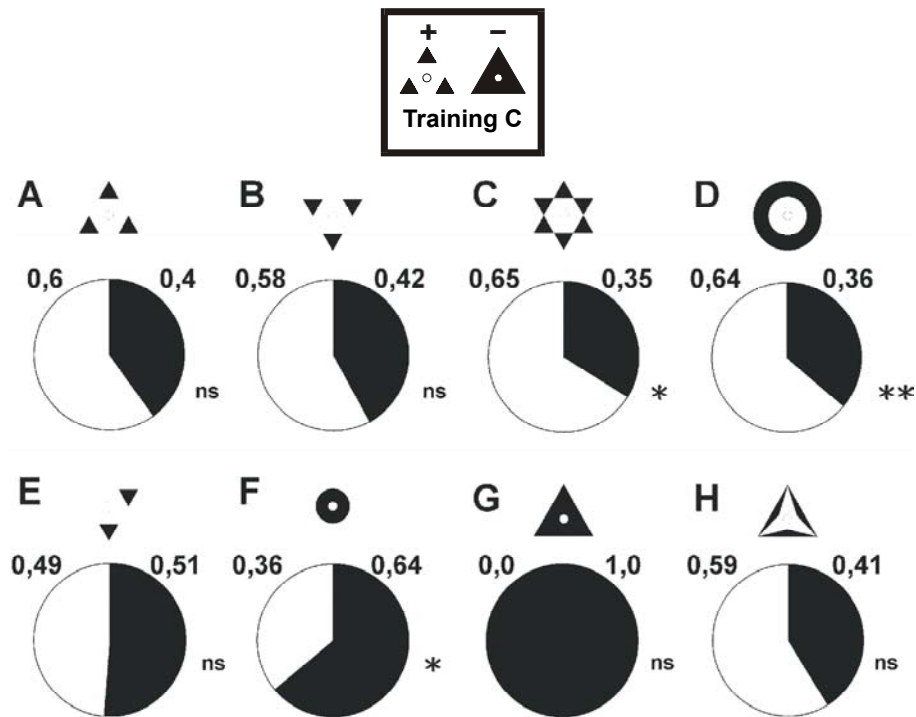 + −
Training C
A B C D
0,6 0,4 0,58 0,42 0,65 0,35 0,64 0,36
ns ns * **
E F G H
0,49 0,51 0,36 0,64 0,0 1,0 0,59 0,41
ns * ns ns